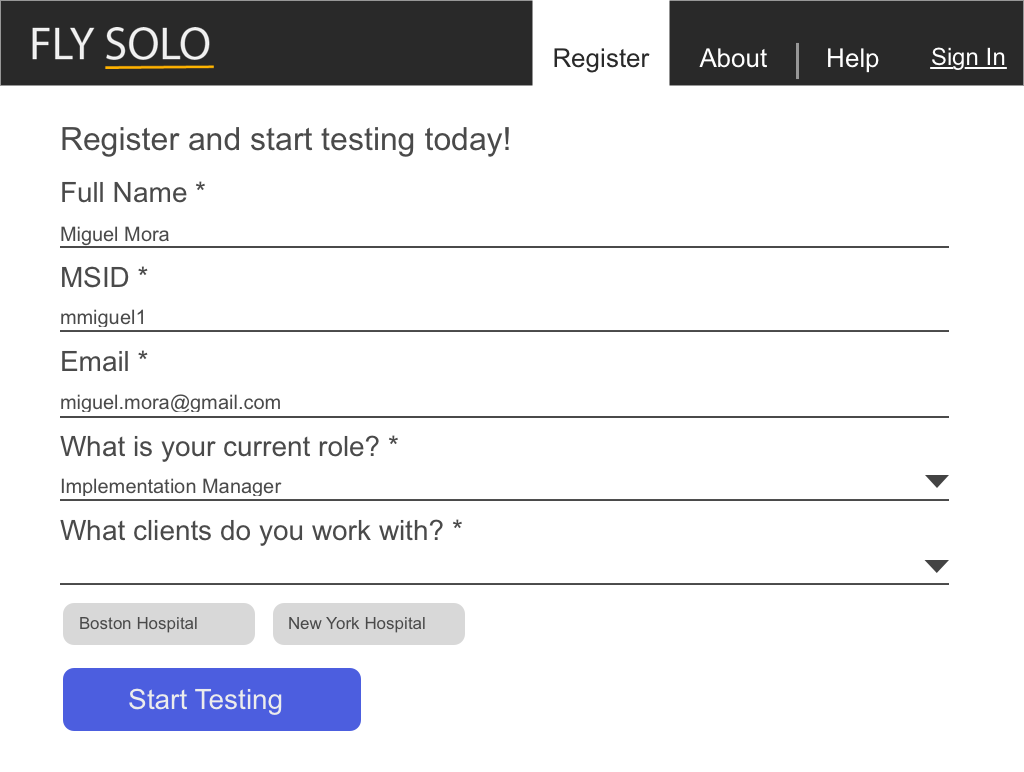 FLY SOLO
Register
About
Help
Sign In
Register and start testing today!
Full Name *
Miguel Mora
MSID *
mmiguel1
Email *
miguel.mora@gmail.com
What is your current role? *
Implementation Manager
What clients do you work with? *
Boston Hospital
New York Hospital
Start Testing